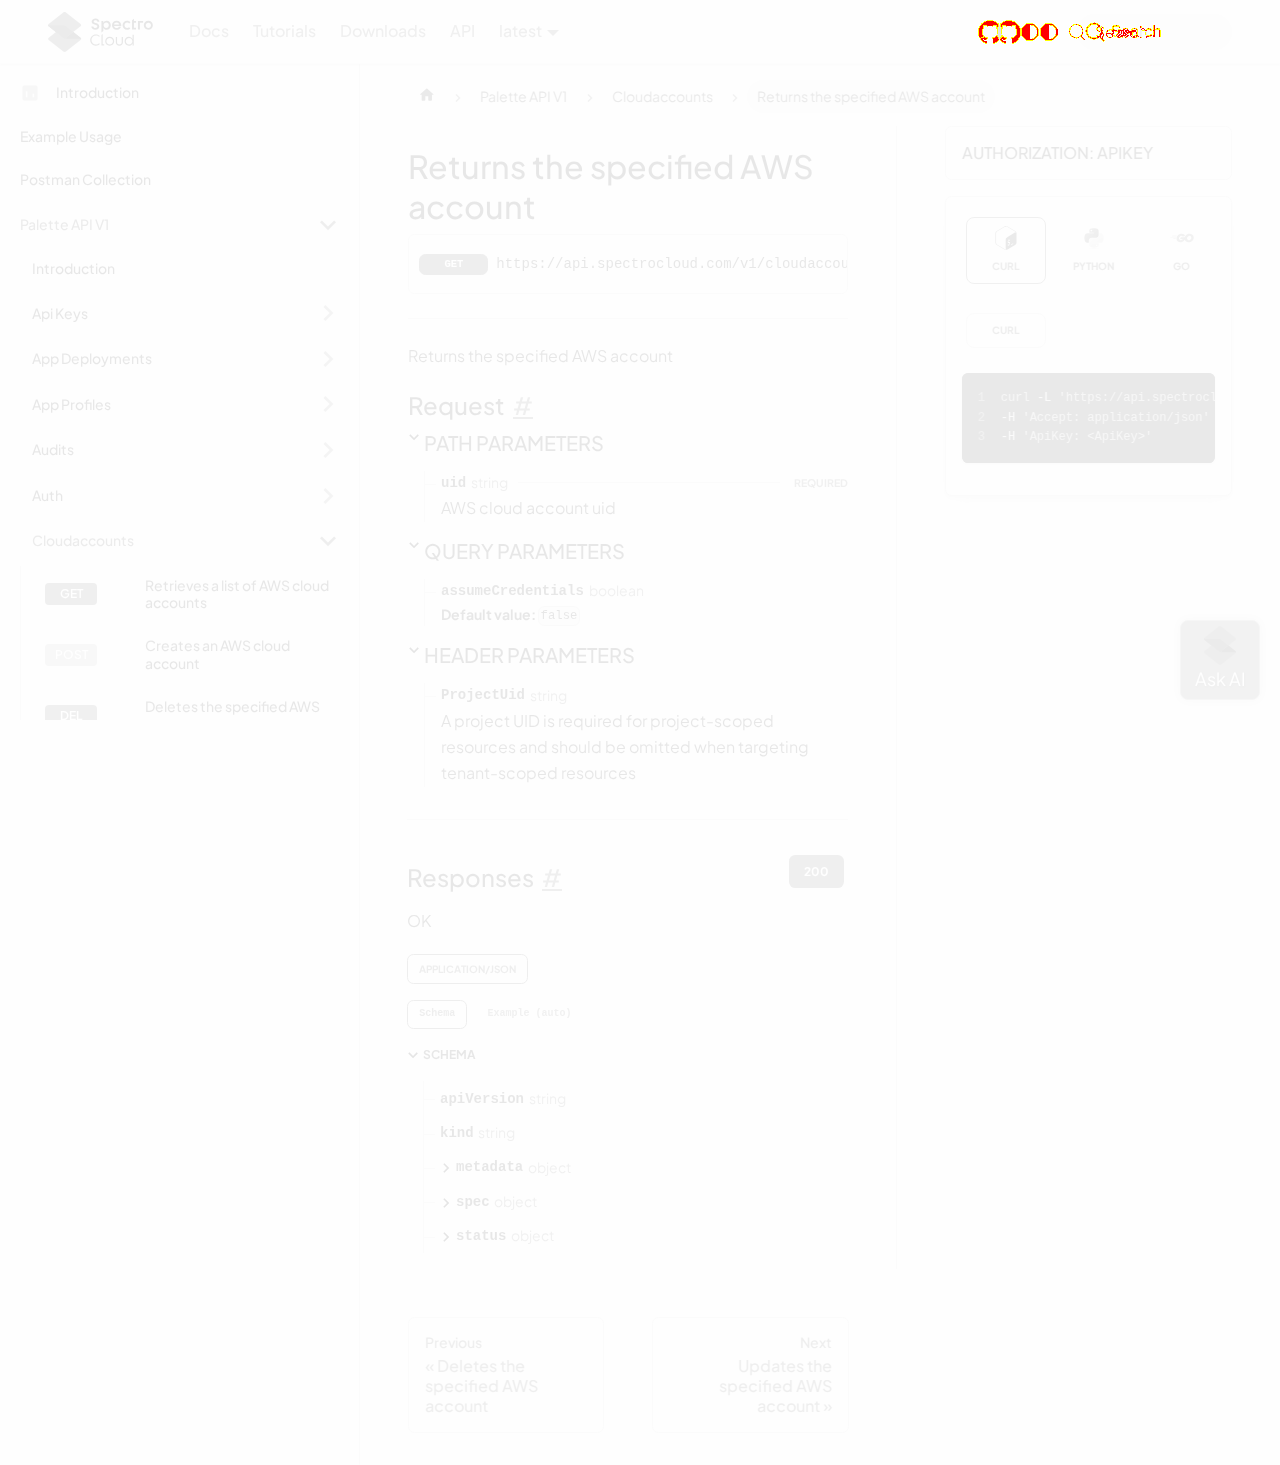 Spectro
Cloud
Docs
Tutorials
Downloads
API
latest
Introduction
Example Usage
Postman Collection
Palette API V1
Introduction
Api Keys
App Deployments
App Profiles
Audits
Auth
Cloudaccounts
GET
Retrieves a list of AWS cloud
accounts
POST
Creates an AWS cloud
account
DEL
Deletes the specified AWS
Palette API V1
Cloudaccounts
Returns the specified AWS account
Returns the specified AWS
account
GET
https://api.spectrocloud.com/v1/cloudaccou
Returns the specified AWS account
Request #
PATH PARAMETERS
uid string
REQUIRED
AWS cloud account uid
QUERY PARAMETERS
assumeCredentials boolean
Default value: false
HEADER PARAMETERS
ProjectUid string
A project UID is required for project-scoped
resources and should be omitted when targeting
tenant-scoped resources
Responses #
200
OK
APPLICATION/JSON
Schema
Example (auto)
SCHEMA
apiVersion string
kind string
metadata object
spec object
status object
Previous
« Deletes the
specified AWS
account
Next
Updates the
specified AWS
account »
AUTHORIZATION: APIKEY
CURL
PYTHON
GO
GO
CURL
1 curl -L 'https://api.spectrocl
2 -H 'Accept: application/json'
3 -H 'ApiKey: <ApiKey>'
Ask AI